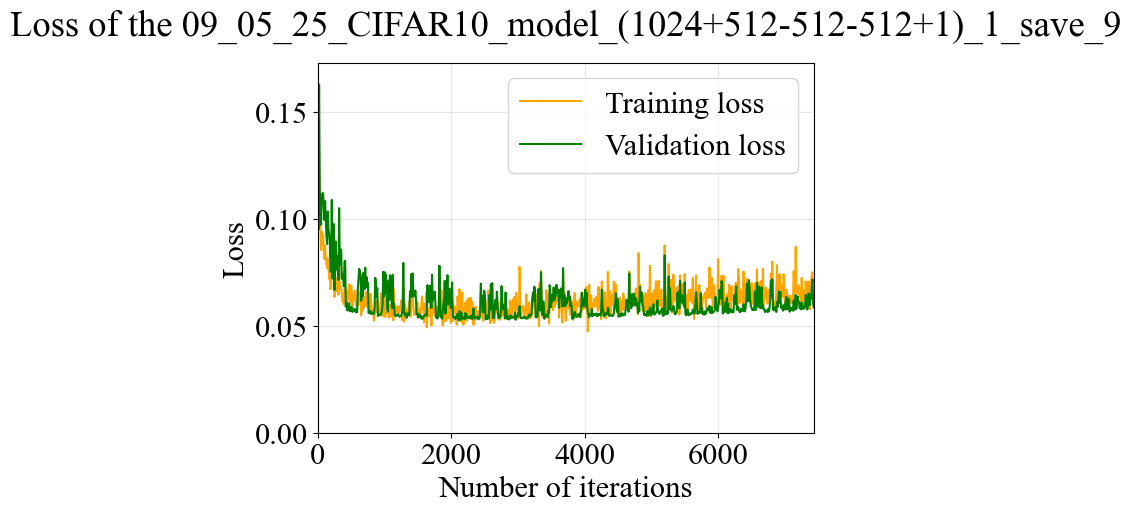 Loss of the 09_05_25_CIFAR10_model_(1024+512-512-512+1)_1_save_9
Training loss
Validation loss
0.15
0.10
0.05
0.00
Loss
0 2000 4000 6000
Number of iterations